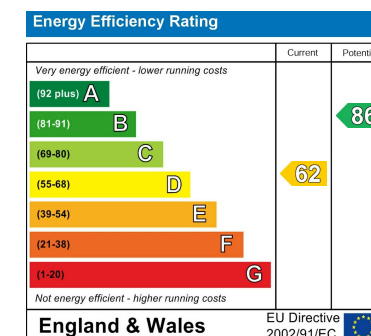 Energy Efficiency Rating
Current Potenti
Very energy efficient - lower running costs
(92 plus) A
(81-91) B
86
(69-80) C
(55-68) D
62
(39-54) E
(21-38) F
(1-20) G
Not energy efficient - higher running costs
England & Wales
EU Directive
2002/91/EC